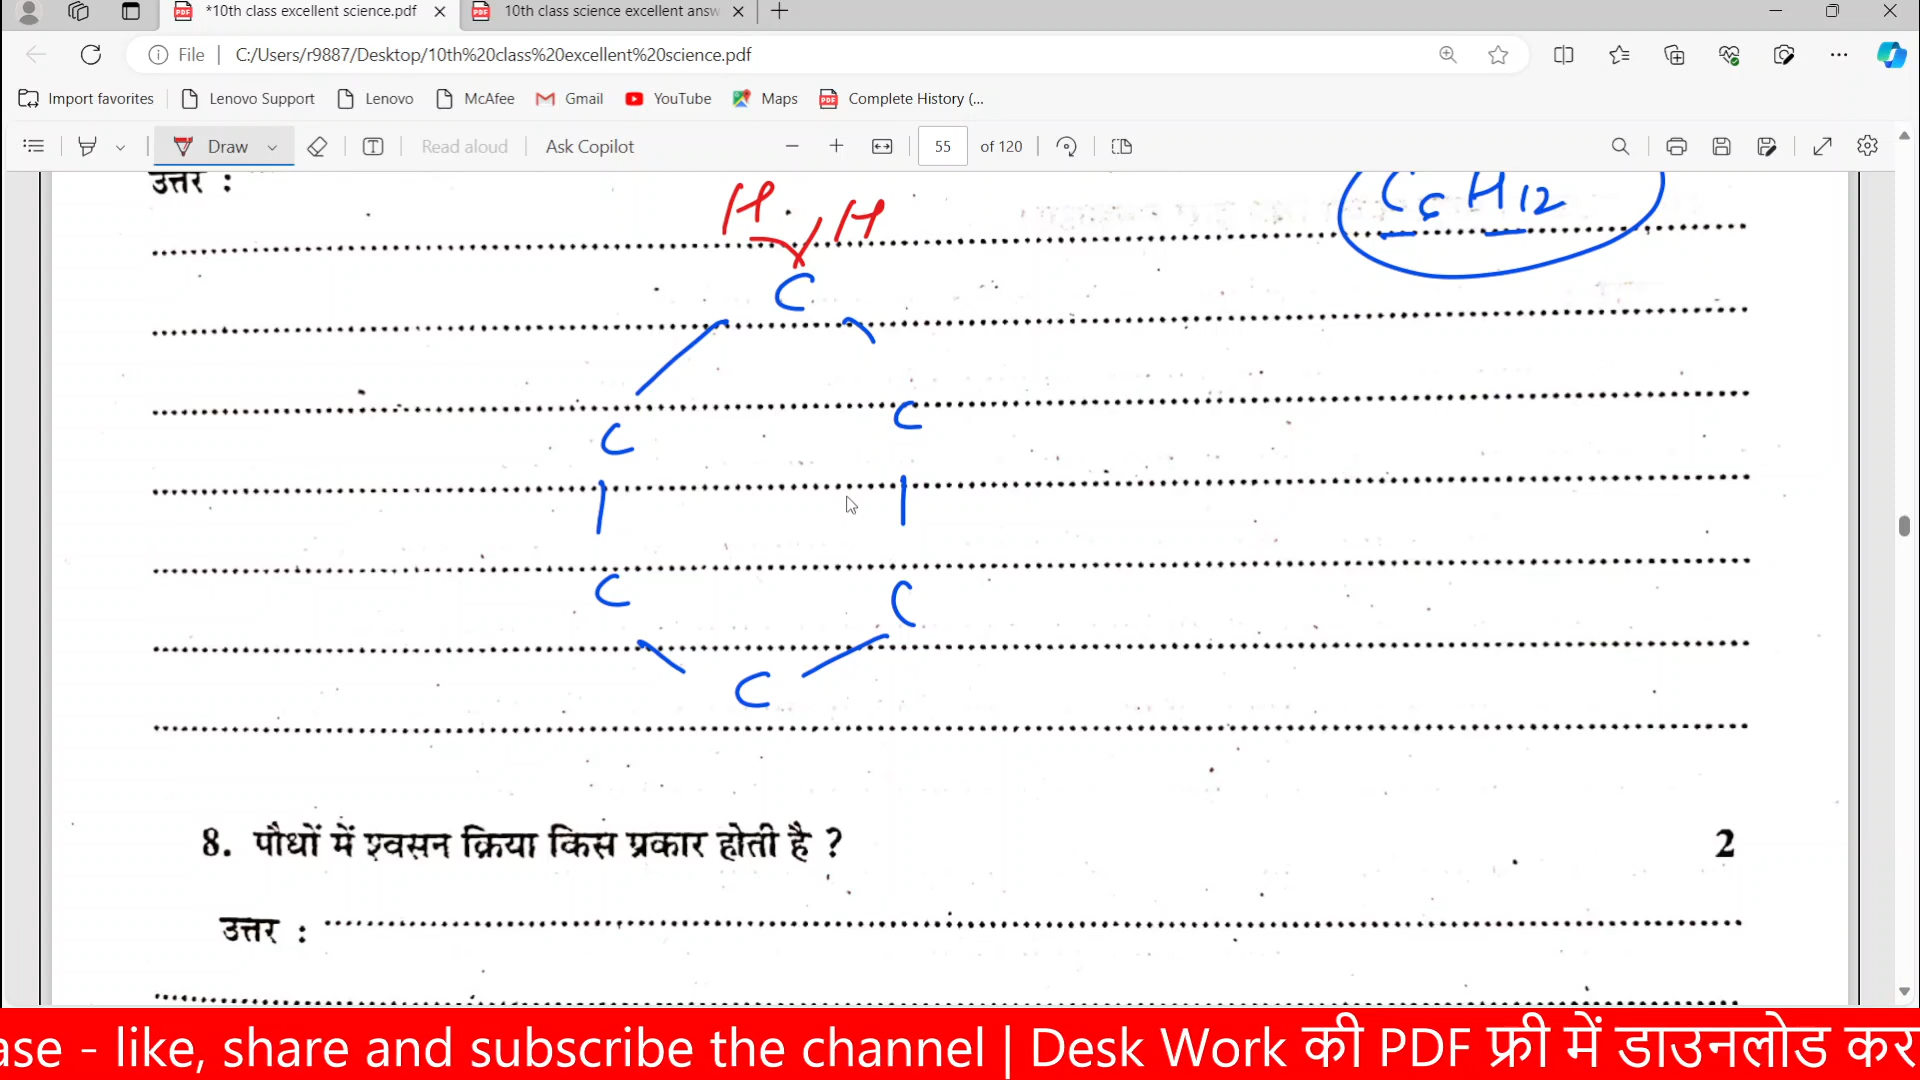 *10th class excellent science.pdf
10th class science excellent answ
File
C:/Users/r9887/Desktop/10th%20class%20excellent%20science.pdf
Import favorites
Lenovo Support
Lenovo
McAfee
Gmail
YouTube
Maps
Complete History (...
Draw
Read aloud
Ask Copilot
55
of 120
उत्तर :
H H
C6 H12
C
C
C
C
C
C
8. पौधों में श्वसन क्रिया किस प्रकार होती है ?
2
उत्तर :
ase - like, share and subscribe the channel | Desk Work की PDF फ्री में डाउनलोड कर